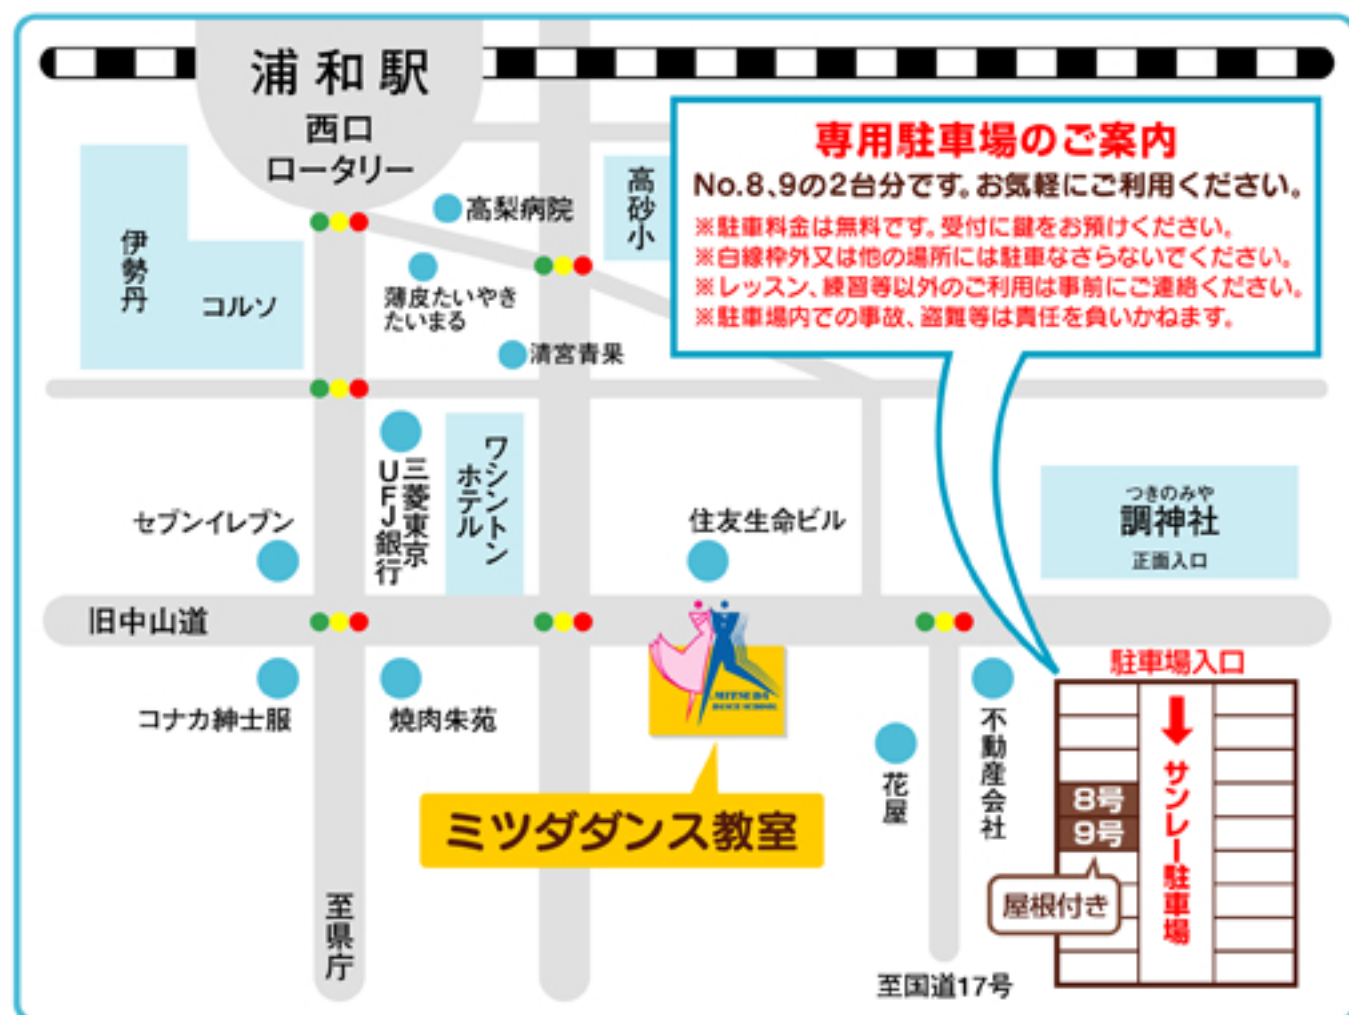 浦和駅
西口
ロータリー
専用駐車場のご案内
No.8、9の2台分です。お気軽にご利用ください。
※駐車料金は無料です。受付に鍵をお預けください。
※白線枠外又は他の場所には駐車なさらないでください。
※レッスン、練習等以外のご利用は事前にご連絡ください。
※駐車場内での事故、盗難等は責任を負いかねます。
高砂小
高梨病院
伊勢丹
コルソ
薄皮たいやき
たいまる
清宮青果
三菱東京
UFJ銀行
ワシントン
ホテル
セブンイレブン
住友生命ビル
つきのみや
調神社
正面入口
旧中山道
コナカ紳士服
焼肉朱苑
MITSUDA
DANCE SCHOOL
ミツダダンス教室
花屋
不動産会社
駐車場入口
サンレー駐車場
8号
9号
屋根付き
至県庁
至国道17号